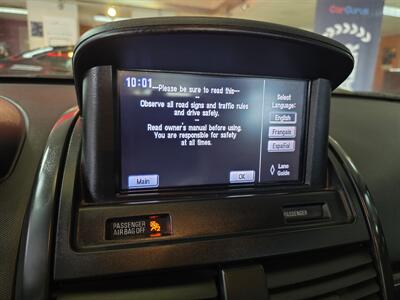 CarGurus
10:01
—Please be sure to read this—
Observe all road signs and traffic rules
and drive safely.
Read owner's manual before using.
You are responsible for safety
at all times.
Main
OK
Select
Language:
English
Français
Español
Lane
Guide
PASSENGER
AIRBAG OFF
PASSENGER